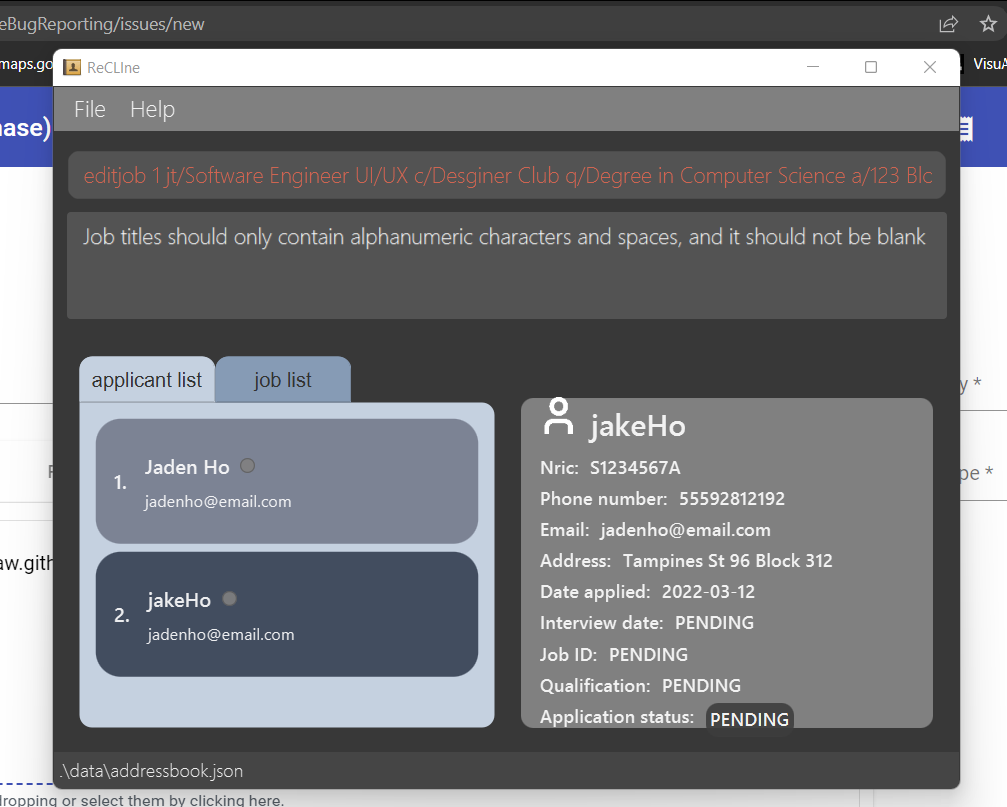 eBugReporting/issues/new
maps.go
ReCLIne
VisuA
File Help
ase)
editjob 1 jt/Software Engineer UI/UX c/Desginer Club q/Degree in Computer Science a/123 Blc
Job titles should only contain alphanumeric characters and spaces, and it should not be blank
applicant list
job list
1.
Jaden Ho
jadenho@email.com
2.
jakeHo
jadenho@email.com
jakeHo
Nric: S1234567A
Phone number: 55592812192
Email: jadenho@email.com
Address: Tampines St 96 Block 312
Date applied: 2022-03-12
Interview date: PENDING
Job ID: PENDING
Qualification: PENDING
Application status: PENDING
y *
pe *
aw.gith
.\data\addressbook.json
dropping or select them by clicking here.